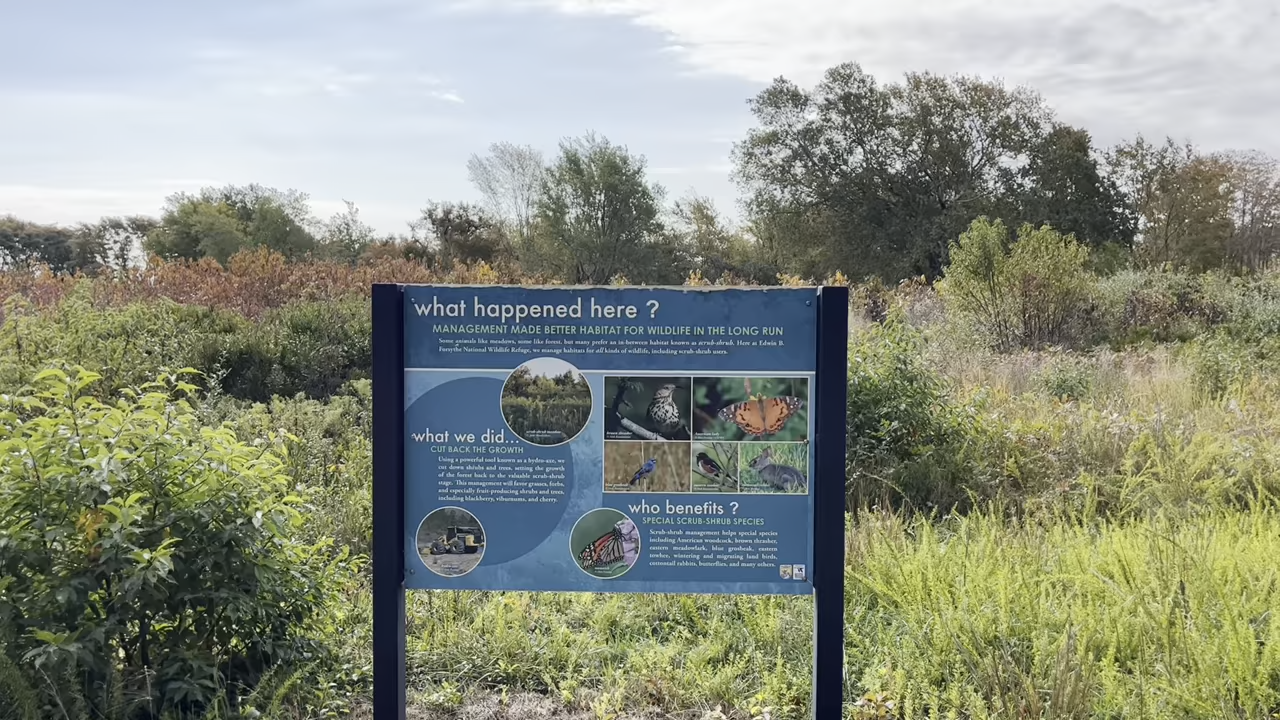 what happened here ?
MANAGEMENT MADE BETTER HABITAT FOR WILDLIFE IN THE LONG RUN
Some animals like meadows, some like forest, but many prefer an in-between habitat known as scrub-shrub. Here at Edwin B.
Forsythe National Wildlife Refuge, we manage habitats for all kinds of wildlife, including scrub-shrub users.
what we did...
CUT BACK THE GROWTH
Using a powerful tool known as a hydro-axe, we
cut down shrubs and trees, setting the growth
of the forest back to the valuable scrub-shrub
stage. This management will favor grasses, forbs,
and especially fruit-producing shrubs and trees,
including blackberry, viburnums, and cherry.
who benefits ?
SPECIAL SCRUB-SHRUB SPECIES
Scrub-shrub management helps special species
including American woodcock, brown thrasher,
eastern meadowlark, blue grosbeak, eastern
towhee, wintering and migrating land birds,
cottontail rabbits, butterflies, and many others.